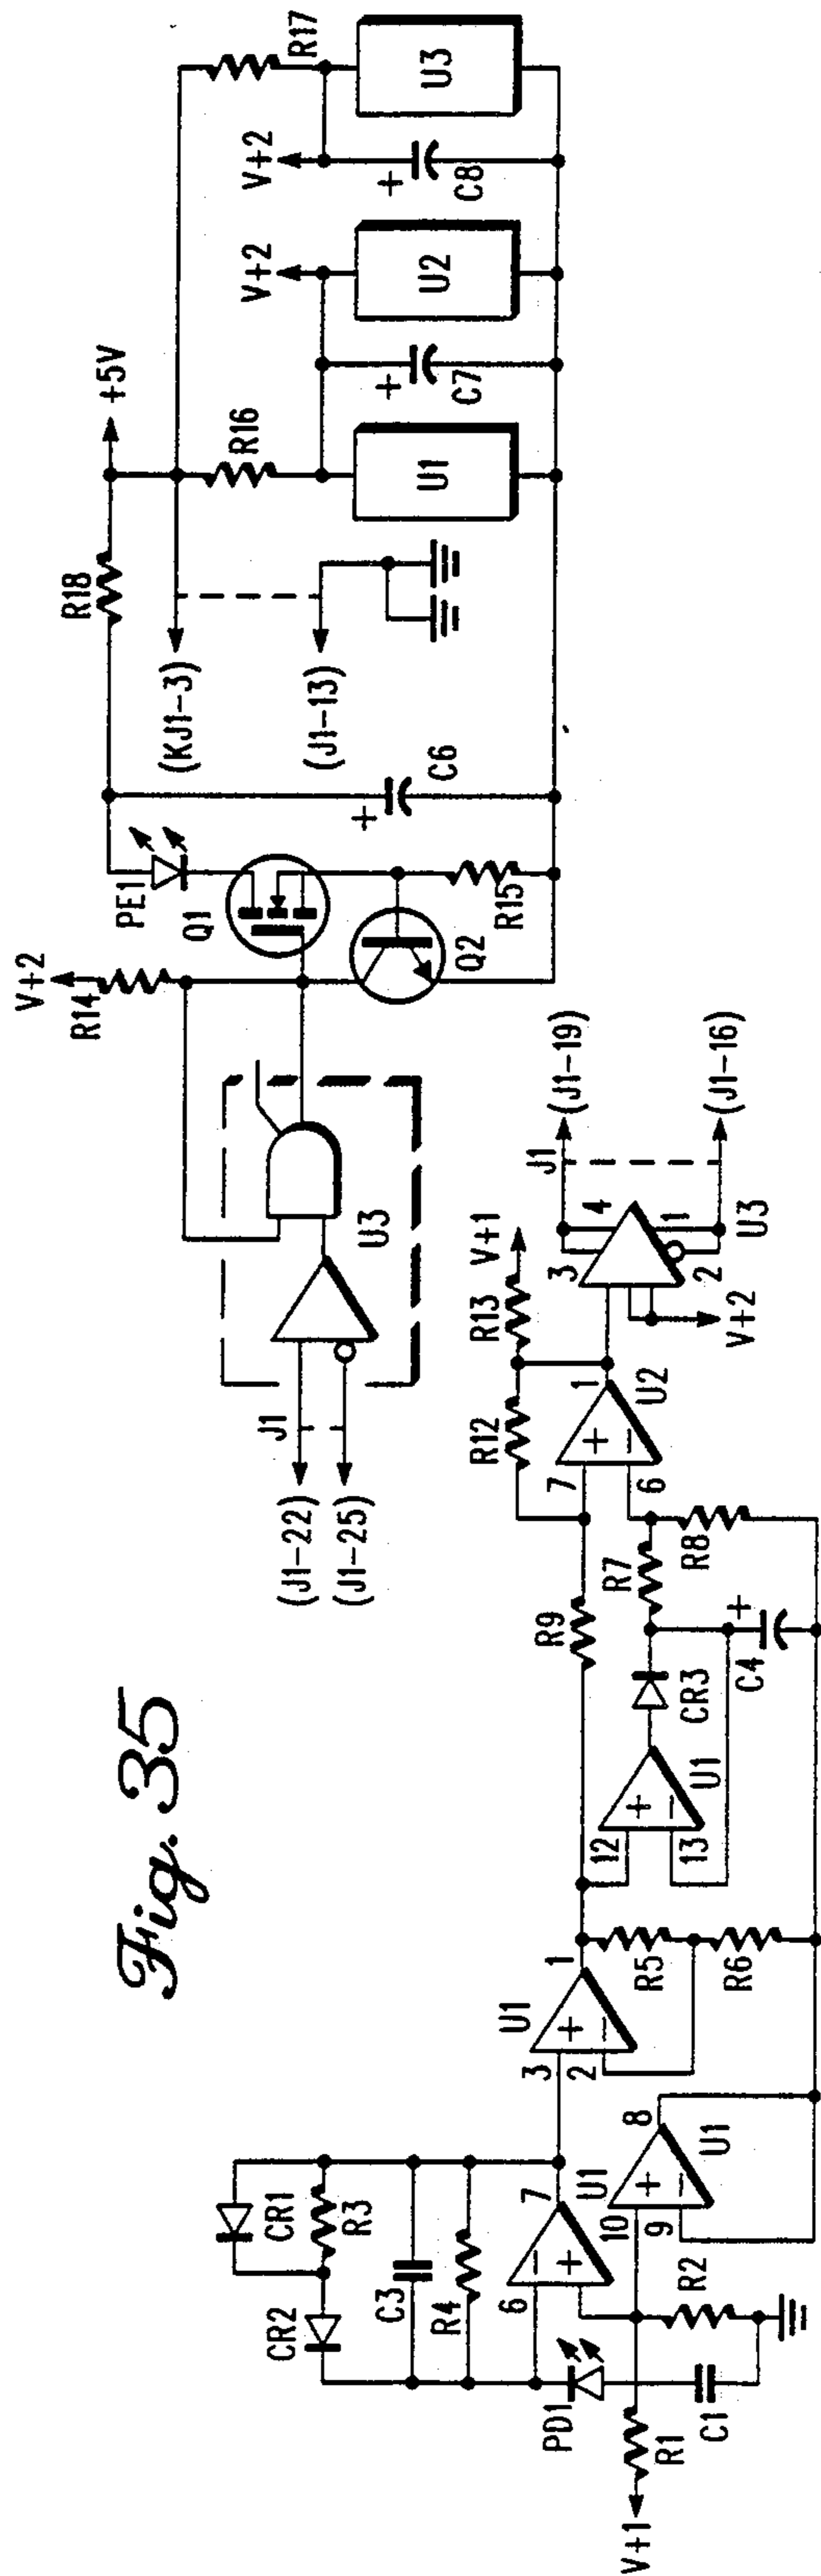 Fig. 35
V+2
R14
PE1
Q1
Q2
R15
C6
R18
+5V
(KJ1-3)
(J1-13)
R16
R17
V+2
V+2
U1
C7
U2
C8
U3
+
+
+
(J1-22)
(J1-25)
J1
U3
V+1
R1
R2
C1
PD1
CR2
CR1
R3
C3
R4
6
−
+
7
U1
10
9
+
−
8
U1
3
2
+
−
1
U1
R5
R6
12
13
+
−
U1
CR3
C4
+
R9
R7
R8
R12
R13
V+1
7
6
+
−
1
U2
3
4
2
1
U3
V+2
J1
(J1-19)
(J1-16)